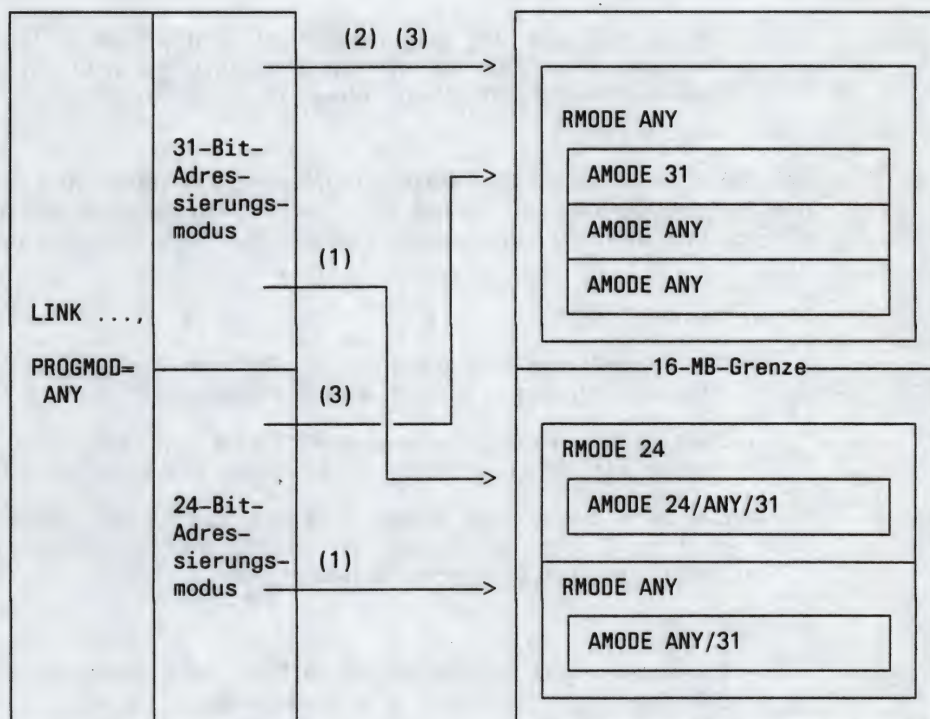 LINK ...,
PROGMOD=
ANY
31-Bit-
Adres-
sierungs-
modus
24-Bit-
Adres-
sierungs-
modus
(2) (3)
(1)
(3)
(1)
RMODE ANY
AMODE 31
AMODE ANY
AMODE ANY
16-MB-Grenze
RMODE 24
AMODE 24/ANY/31
RMODE ANY
AMODE ANY/31